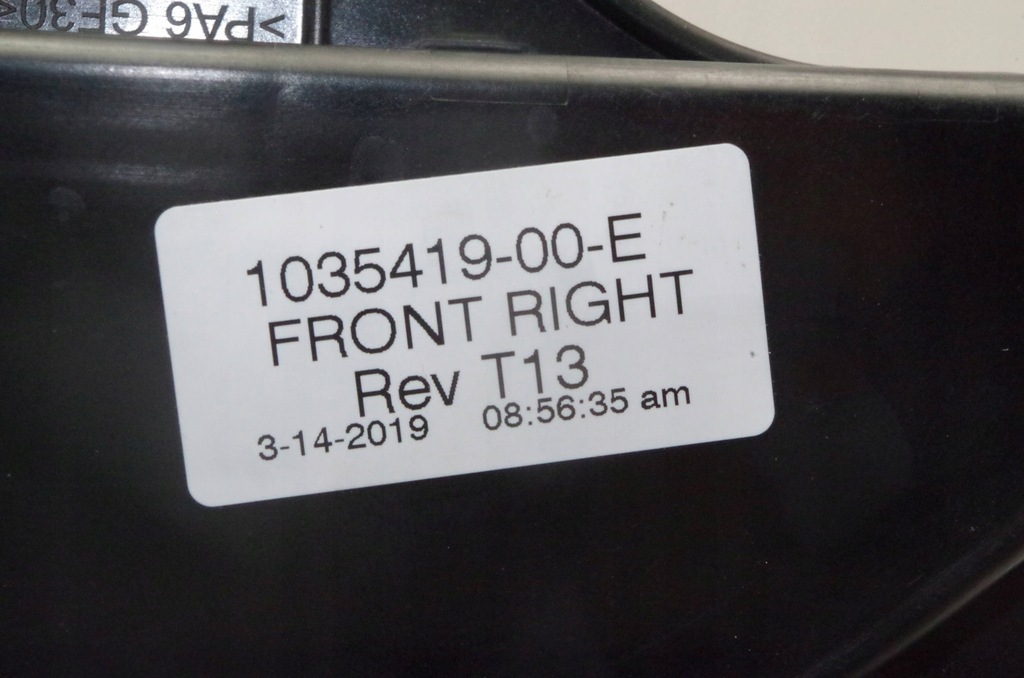 >PA6 GF30<
1035419-00-E
FRONT RIGHT
Rev T13
3-14-2019 08:56:35 am